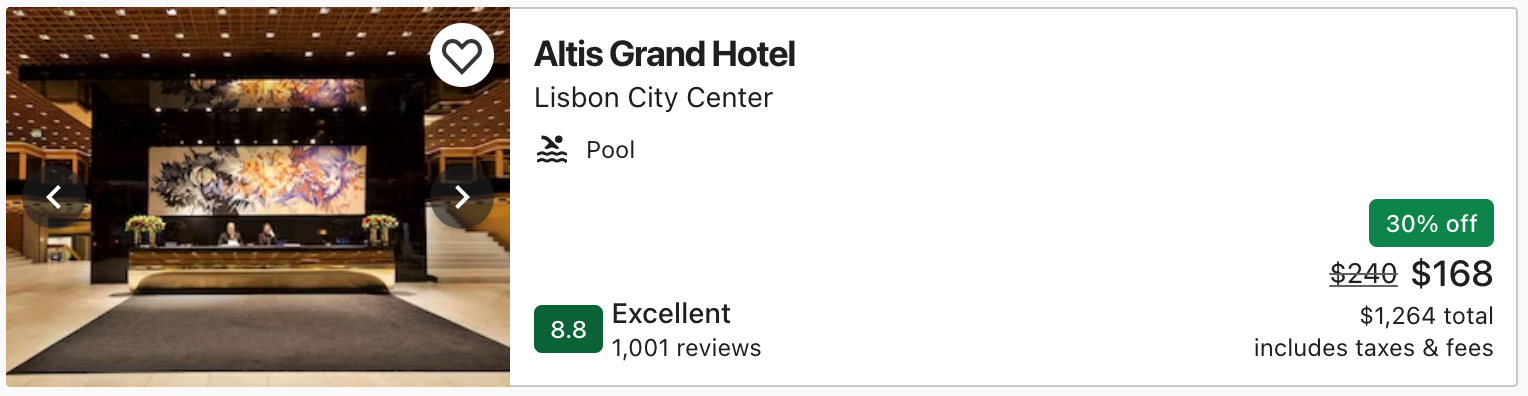 Altis Grand Hotel
Lisbon City Center
Pool
30% off
$240 $168
8.8 Excellent
1,001 reviews
$1,264 total
includes taxes & fees